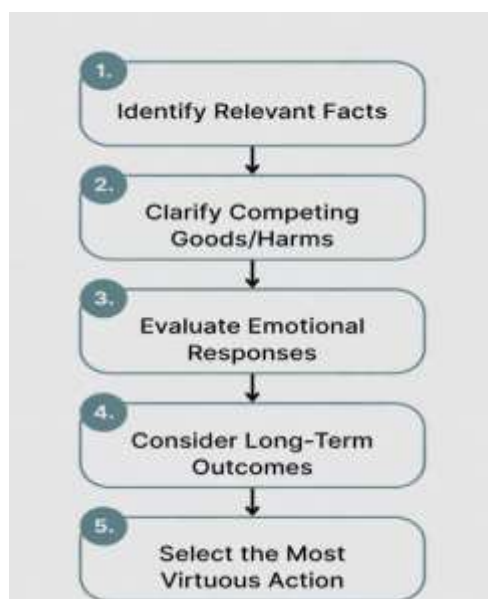 1.
Identify Relevant Facts
2.
Clarify Competing
Goods/Harms
3.
Evaluate Emotional
Responses
4.
Consider Long-Term
Outcomes
5.
Select the Most
Virtuous Action